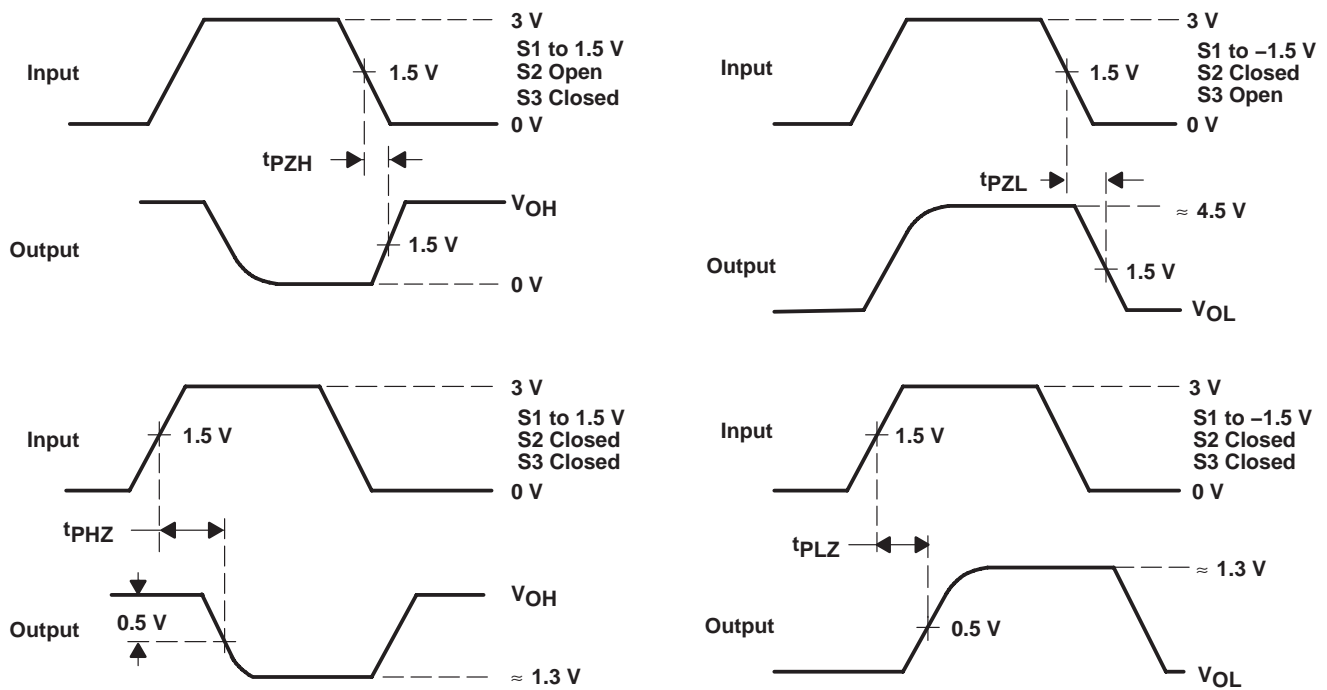 3 V
S1 to 1.5 V
Input
1.5 V
S2 Open
S3 Closed
0 V
tPZH
VOH
Output
1.5 V
0 V
3 V
S1 to −1.5 V
Input
1.5 V
S2 Closed
S3 Open
0 V
tPZL
≈ 4.5 V
Output
1.5 V
VOL
3 V
S1 to 1.5 V
Input
1.5 V
S2 Closed
S3 Closed
0 V
tPHZ
VOH
Output
0.5 V
≈ 1.3 V
3 V
S1 to −1.5 V
Input
1.5 V
S2 Closed
S3 Closed
0 V
tPLZ
≈ 1.3 V
Output
0.5 V
VOL